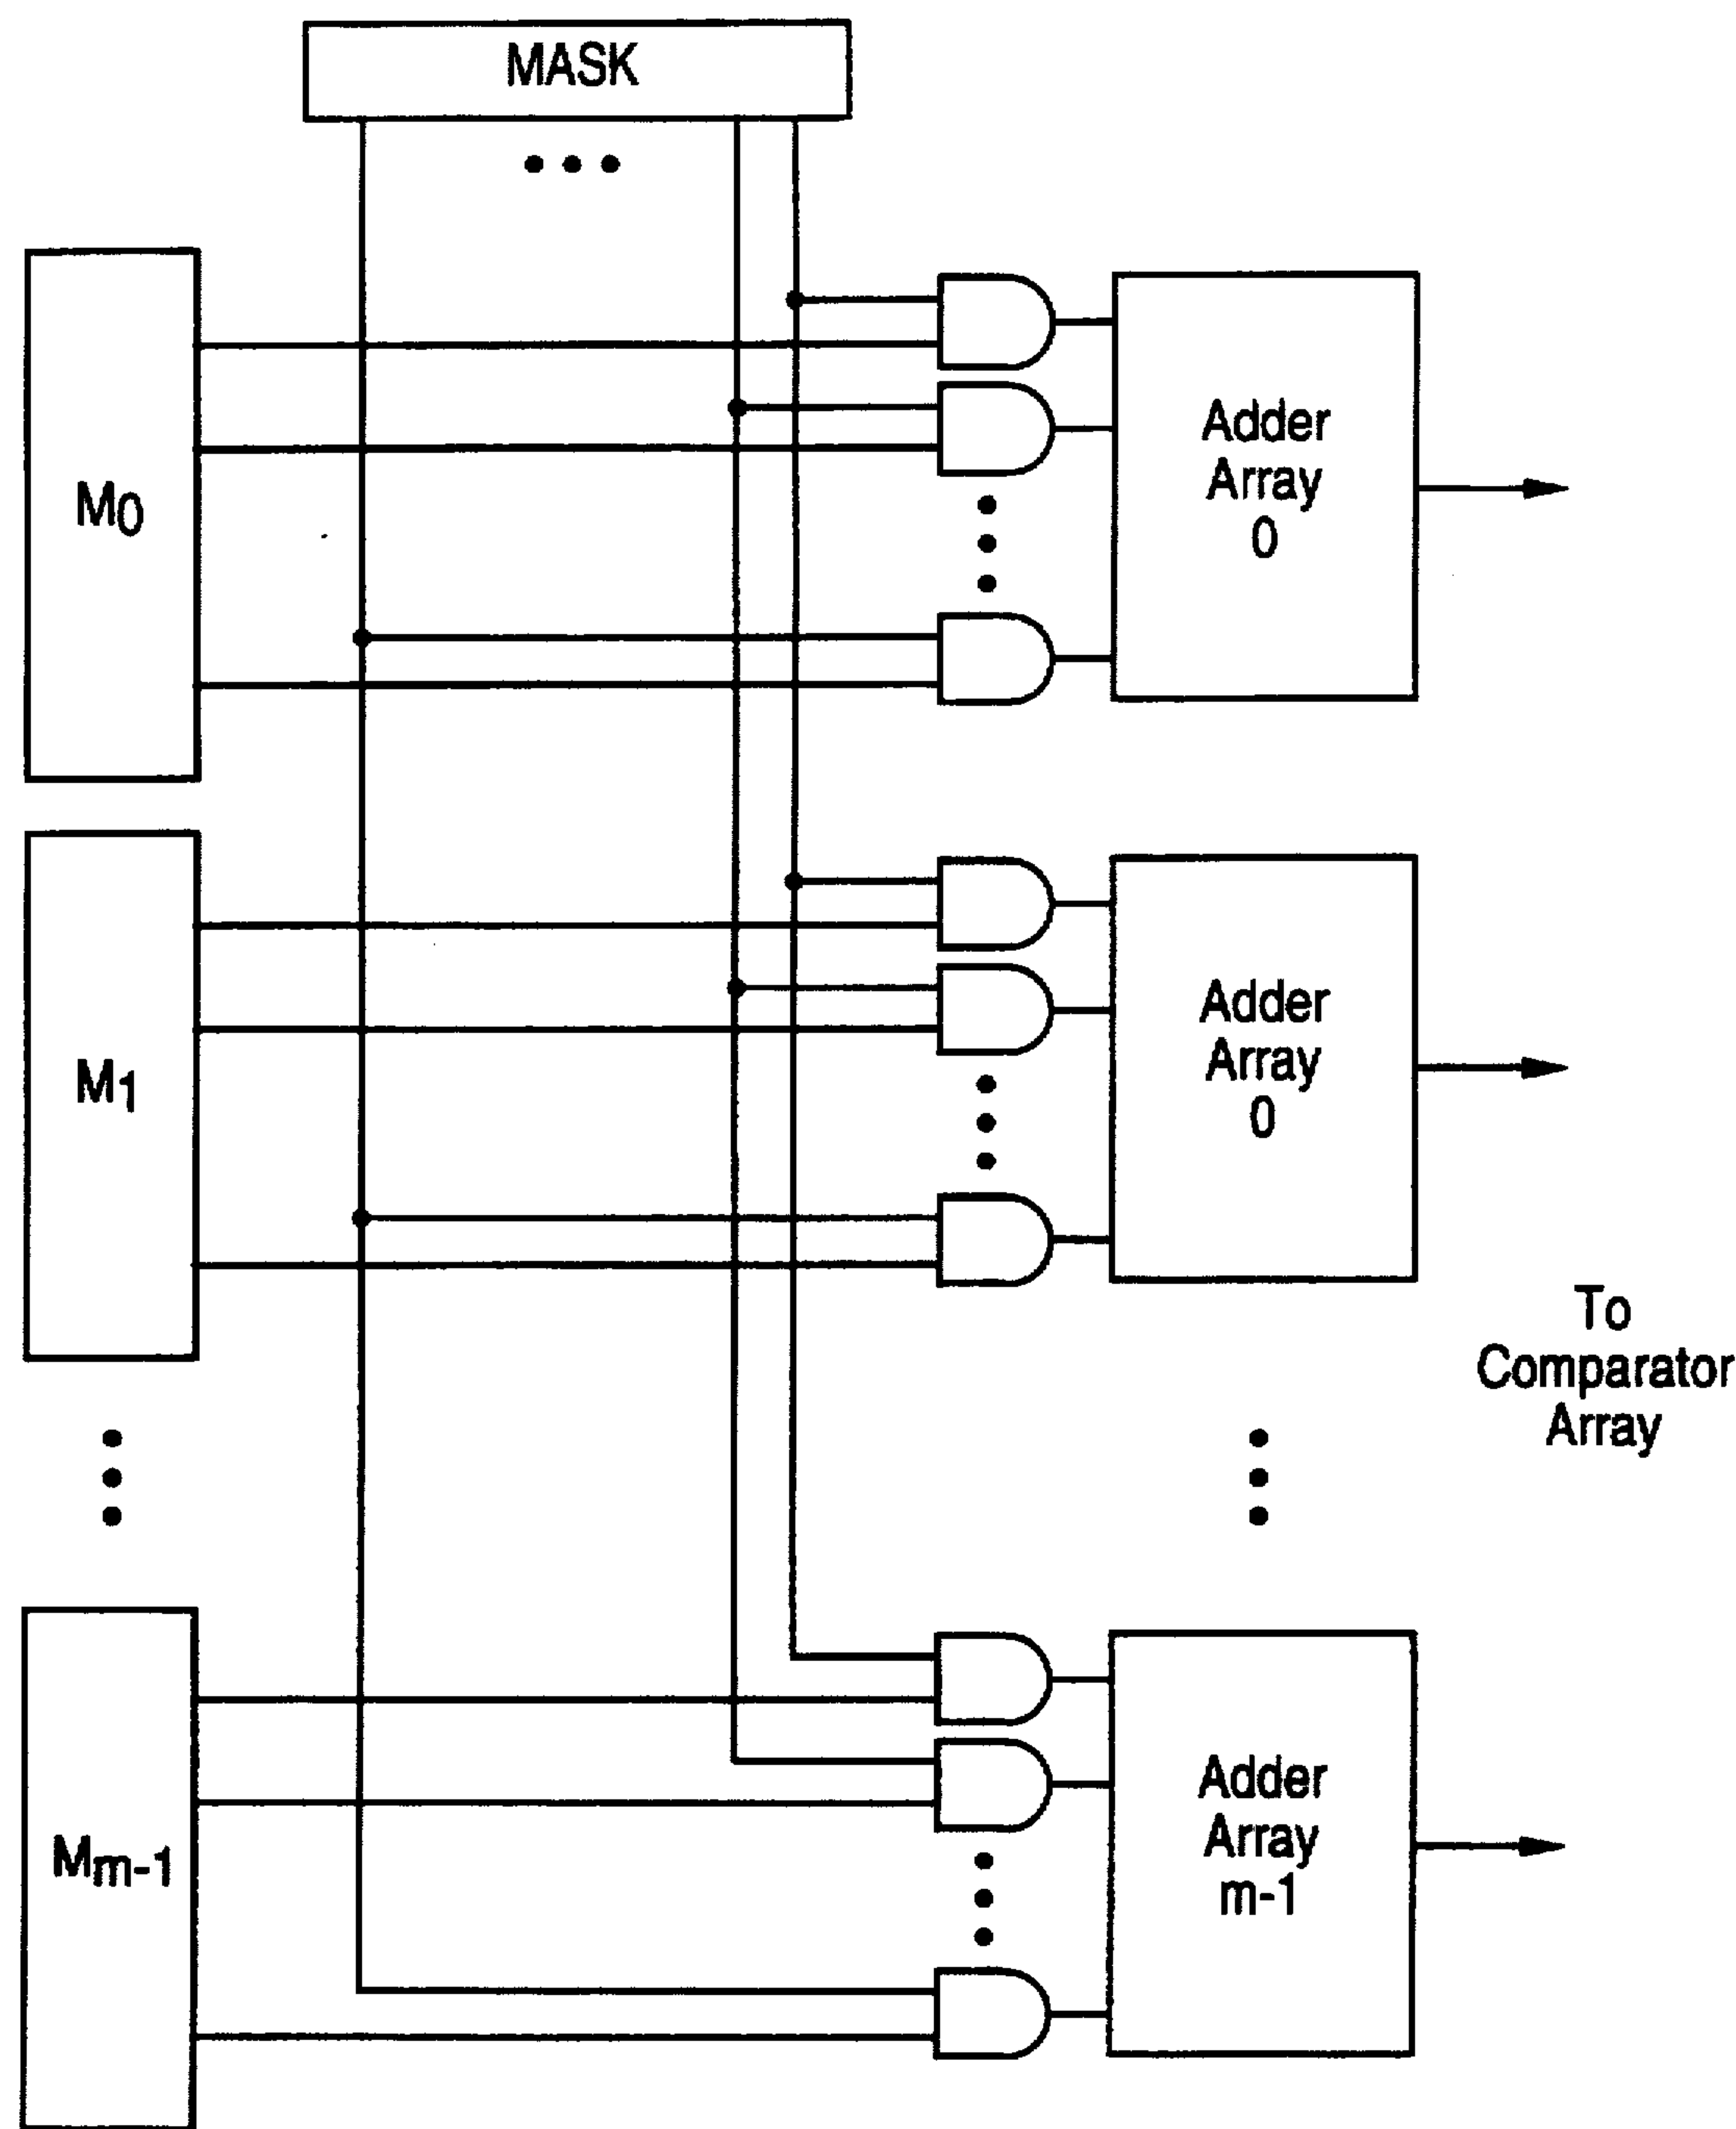 MASK
M0
Adder
Array
0
M1
Adder
Array
0
To
Comparator
Array
Mm-1
Adder
Array
m-1